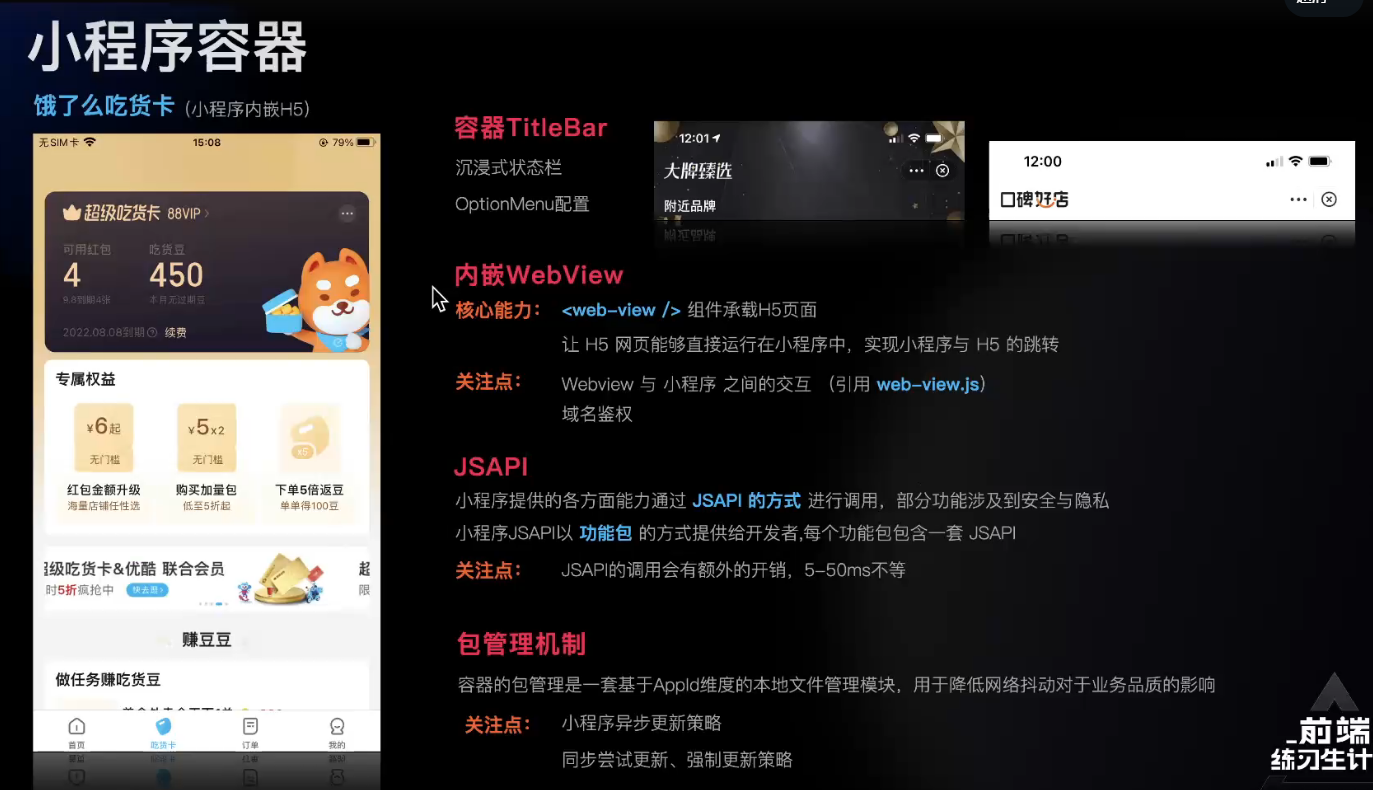 小程序容器
饿了么吃货卡 (小程序内嵌H5)
无SIM卡 15:08 79%
超级吃货卡 88VIP
可用红包 吃货豆
4 450
9.8到期4张 本月无过期豆
2022.08.08到期 续费
专属权益
¥6起 ¥5x2 x5
无门槛 无门槛
红包金额升级 购买加量包 下单5倍返豆
海量店铺任性选 低至5折起 单单得100豆
超级吃货卡&优酷 联合会员 超
时5折疯抢中 快去逛› 限
赚豆豆
做任务赚吃货豆
首页 吃货卡 订单 我的
容器TitleBar
沉浸式状态栏
OptionMenu配置
12:01
大牌臻选
附近品牌
12:00
口碑好店
内嵌WebView
核心能力： <web-view /> 组件承载H5页面
让 H5 网页能够直接运行在小程序中，实现小程序与 H5 的跳转
关注点： Webview 与 小程序 之间的交互 （引用 web-view.js）
域名鉴权
JSAPI
小程序提供的各方面能力通过 JSAPI 的方式 进行调用，部分功能涉及到安全与隐私
小程序JSAPI以 功能包 的方式提供给开发者,每个功能包包含一套 JSAPI
关注点： JSAPI的调用会有额外的开销，5-50ms不等
包管理机制
容器的包管理是一套基于AppId维度的本地文件管理模块，用于降低网络抖动对于业务品质的影响
关注点： 小程序异步更新策略
同步尝试更新、强制更新策略
_前端
练习生计